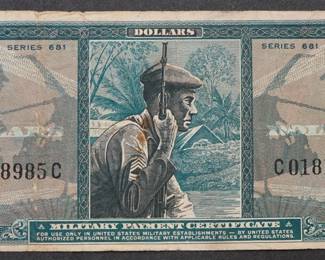 DOLLARS
SERIES 681
SERIES 681
8985C
C018
MILITARY PAYMENT CERTIFICATE
FOR USE ONLY IN UNITED STATES MILITARY ESTABLISHMENTS — BY UNITED STATES
AUTHORIZED PERSONNEL IN ACCORDANCE WITH APPLICABLE RULES AND REGULATIONS.